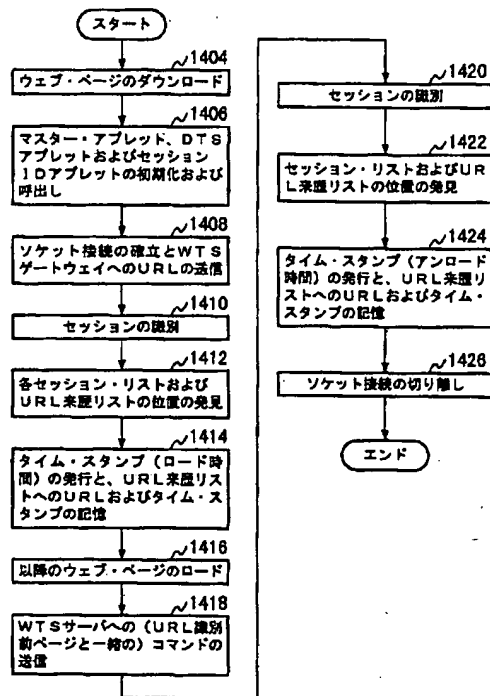 スタート
1404
ウェブ・ページのダウンロード
1406
マスター・アプレット、DTS
アプレットおよびセッション
IDアプレットの初期化および
呼出し
1408
ソケット接続の確立とWTS
ゲートウェイへのURLの送信
1410
セッションの識別
1412
各セッション・リストおよび
URL来歴リストの位置の発見
1414
タイム・スタンプ(ロード時
間)の発行と、URL来歴リス
トへのURLおよびタイム・ス
タンプの記憶
1416
以降のウェブ・ページのロード
1418
WTSサーバへの(URL識別
前ページと一緒の)コマンドの
送信
1420
セッションの識別
1422
セッション・リストおよびUR
L来歴リストの位置の発見
1424
タイム・スタンプ(アンロード
時間)の発行と、URL来歴リ
ストへのURLおよびタイム・
スタンプの記憶
1426
ソケット接続の切り離し
エンド